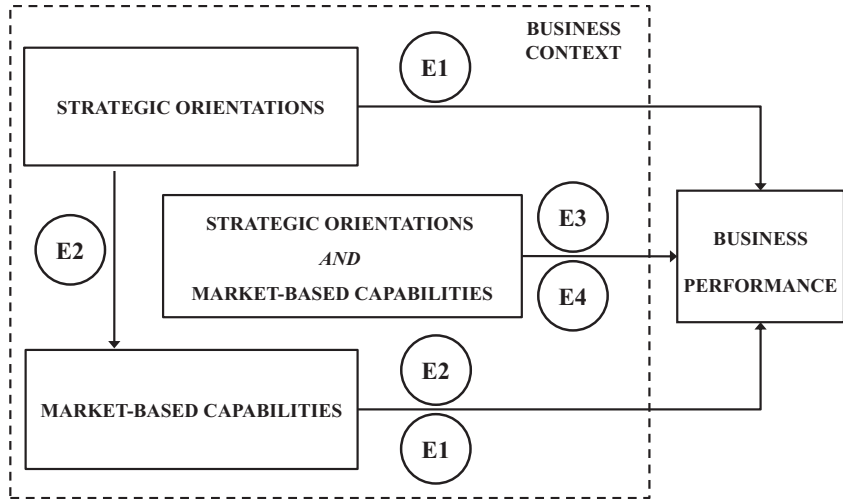 BUSINESS
CONTEXT
E1
STRATEGIC ORIENTATIONS
E2
STRATEGIC ORIENTATIONS
AND
MARKET-BASED CAPABILITIES
E3
E4
BUSINESS
PERFORMANCE
MARKET-BASED CAPABILITIES
E2
E1